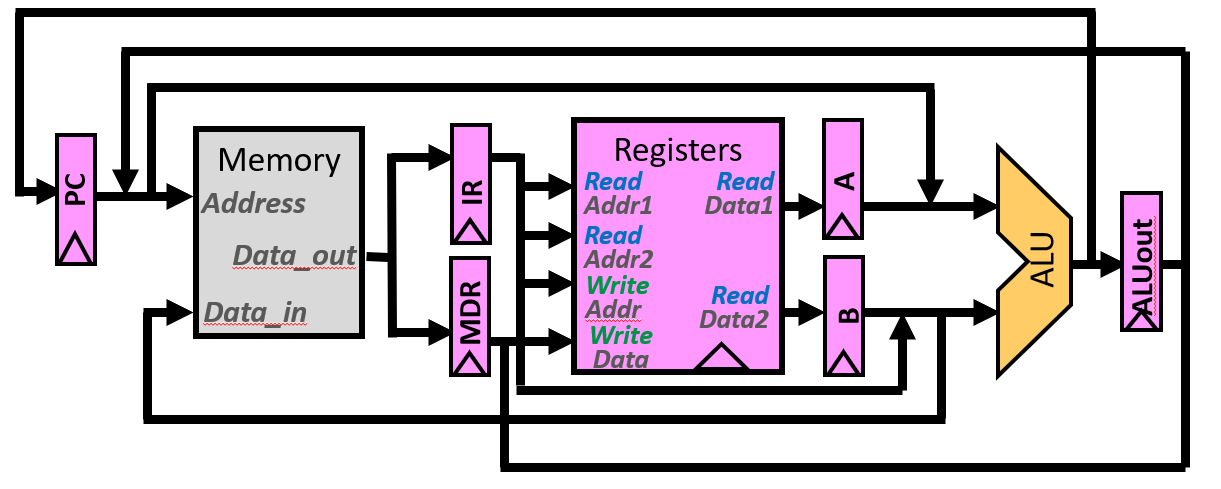 PC
Memory
Address
Data_out
Data_in
IR
MDR
Registers
Read
Addr1
Read
Addr2
Write
Addr
Write
Data
Read
Data1
Read
Data2
A
B
ALU
ALUout